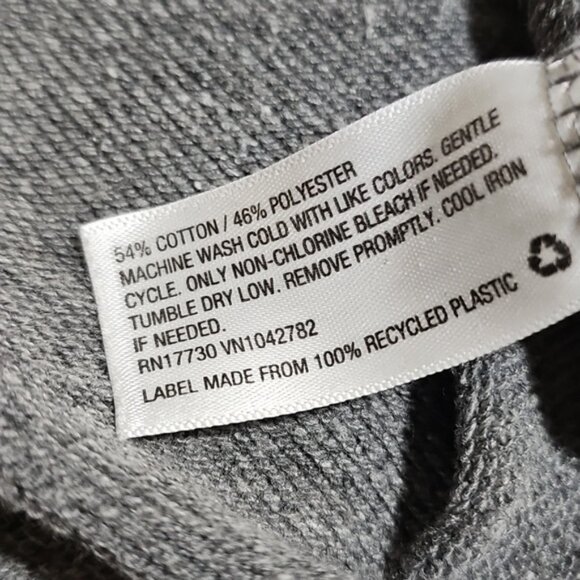 54% COTTON / 46% POLYESTER
MACHINE WASH COLD WITH LIKE COLORS. GENTLE
CYCLE. ONLY NON-CHLORINE BLEACH IF NEEDED.
TUMBLE DRY LOW. REMOVE PROMPTLY. COOL IRON
IF NEEDED.
RN17730 VN1042782
LABEL MADE FROM 100% RECYCLED PLASTIC